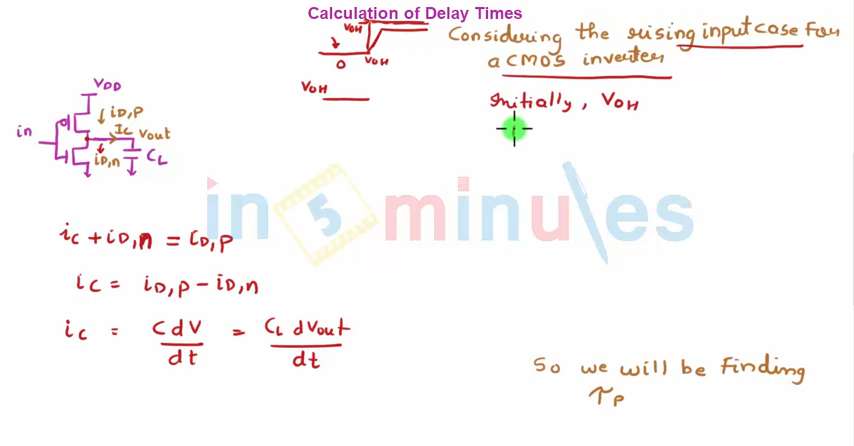 Calculation of Delay Times
VOH
0 VOH
VOH
Considering the rising input case for
a CMOS inverter
Initially, VOH
VDD
iD,P
in
Ic Vout
iD,n CL
in 5 minutes
ic + iD,n = iD,P
ic = iD,P - iD,n
ic = C dV / dt = CL dVout / dt
So we will be finding
τP